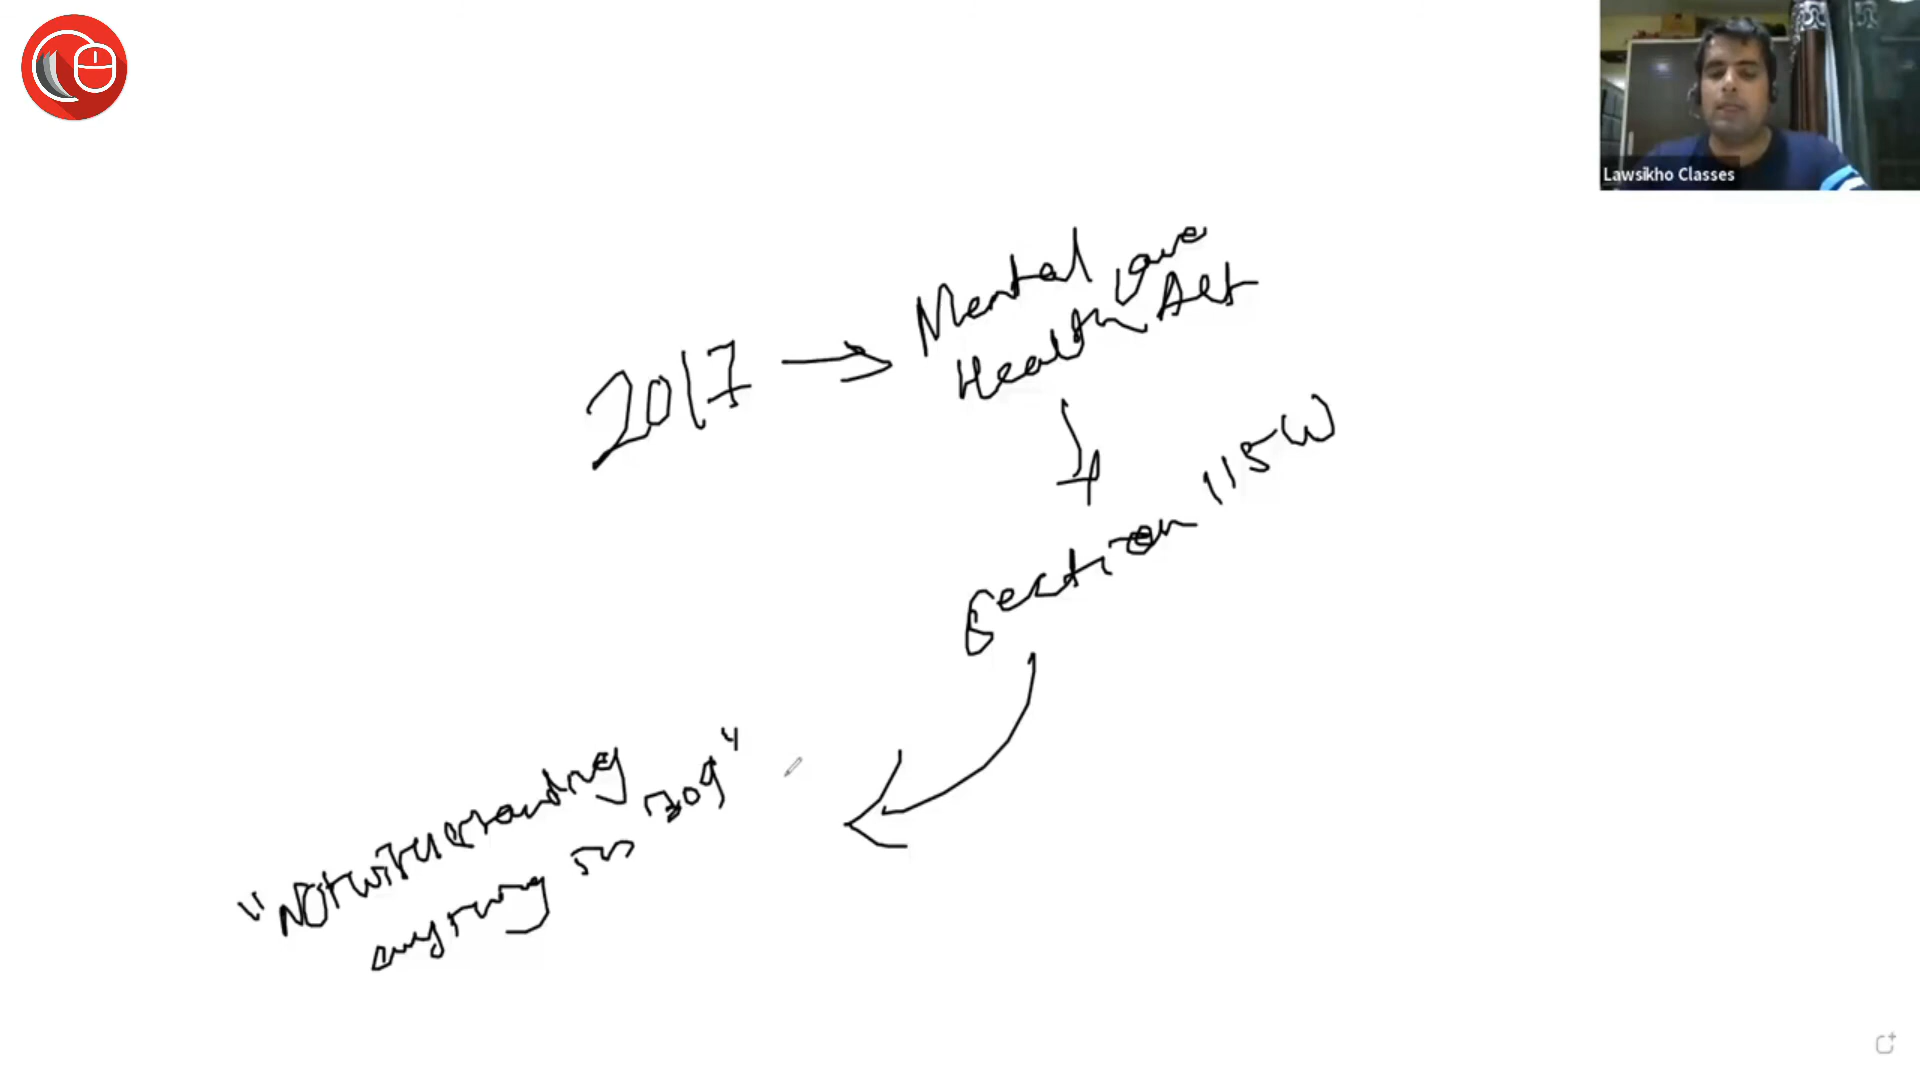 Lawsikho Classes
2017 → Mental
Health care
Act
Section 115(1)
"Notwithstanding
anything in 309"